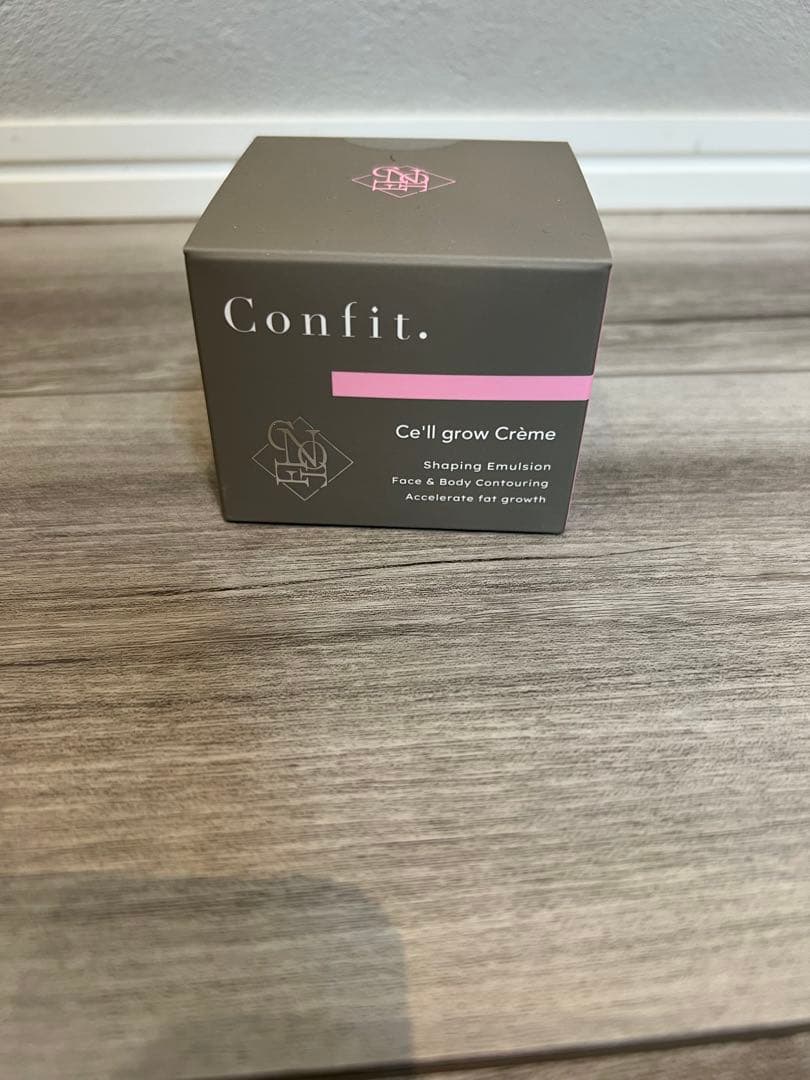 Confit.
Ce'll grow Crème
Shaping Emulsion
Face & Body Contouring
Accelerate fat growth